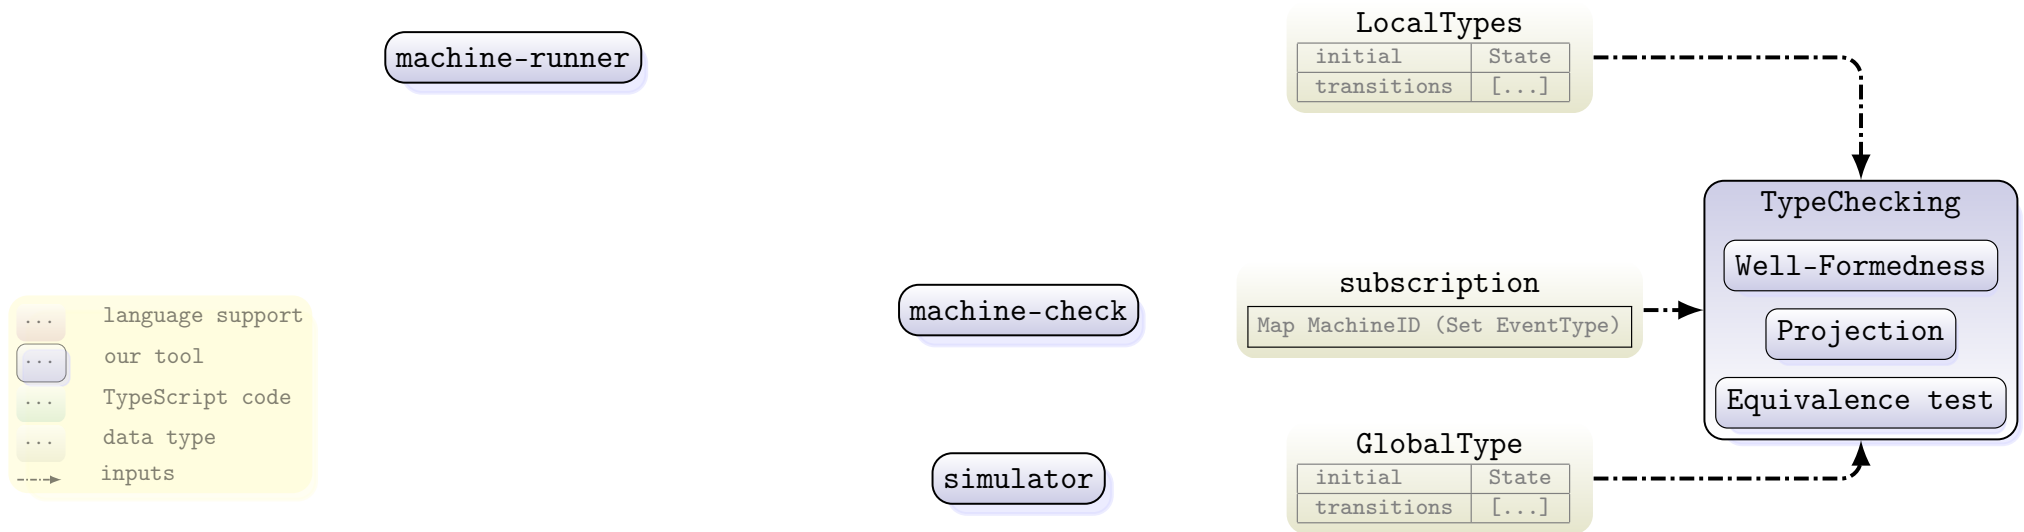 machine-runner
LocalTypes
initial State
transitions [...]
TypeChecking
Well-Formedness
Projection
Equivalence test
subscription
Map MachineID (Set EventType)
machine-check
simulator
GlobalType
initial State
transitions [...]
... language support
... our tool
... TypeScript code
... data type
inputs